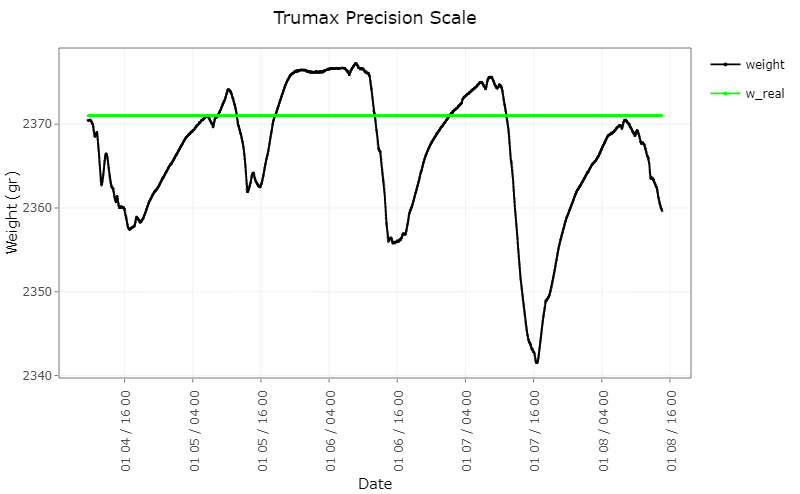 Trumax Precision Scale
weight
w_real
Weight (gr)
2370
2360
2350
2340
01 04 / 16 00
01 05 / 04 00
01 05 / 16 00
01 06 / 04 00
01 06 / 16 00
01 07 / 04 00
01 07 / 16 00
01 08 / 04 00
01 08 / 16 00
Date